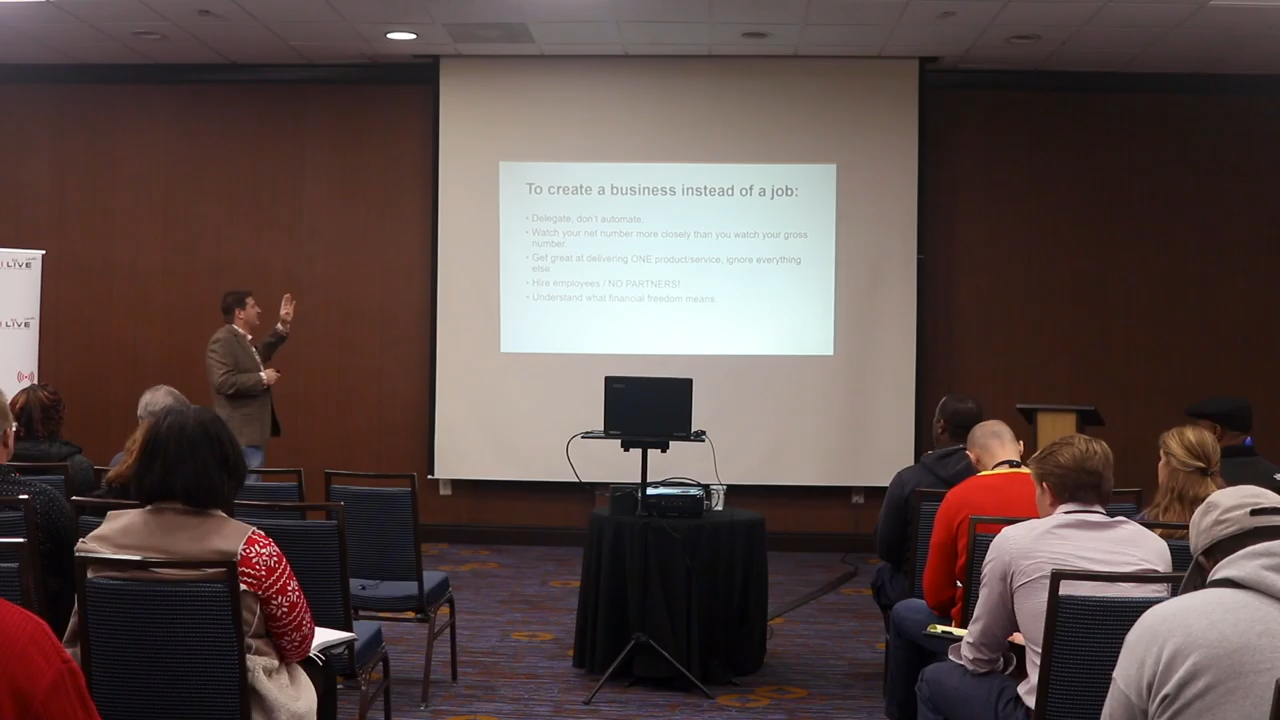 To create a business instead of a job:
• Delegate, don't automate.
• Watch your net number more closely than you watch your gross
number.
• Get great at delivering ONE product/service, ignore everything
else
• Hire employees / NO PARTNERS!
• Understand what financial freedom means.
I LIVE
I LIVE